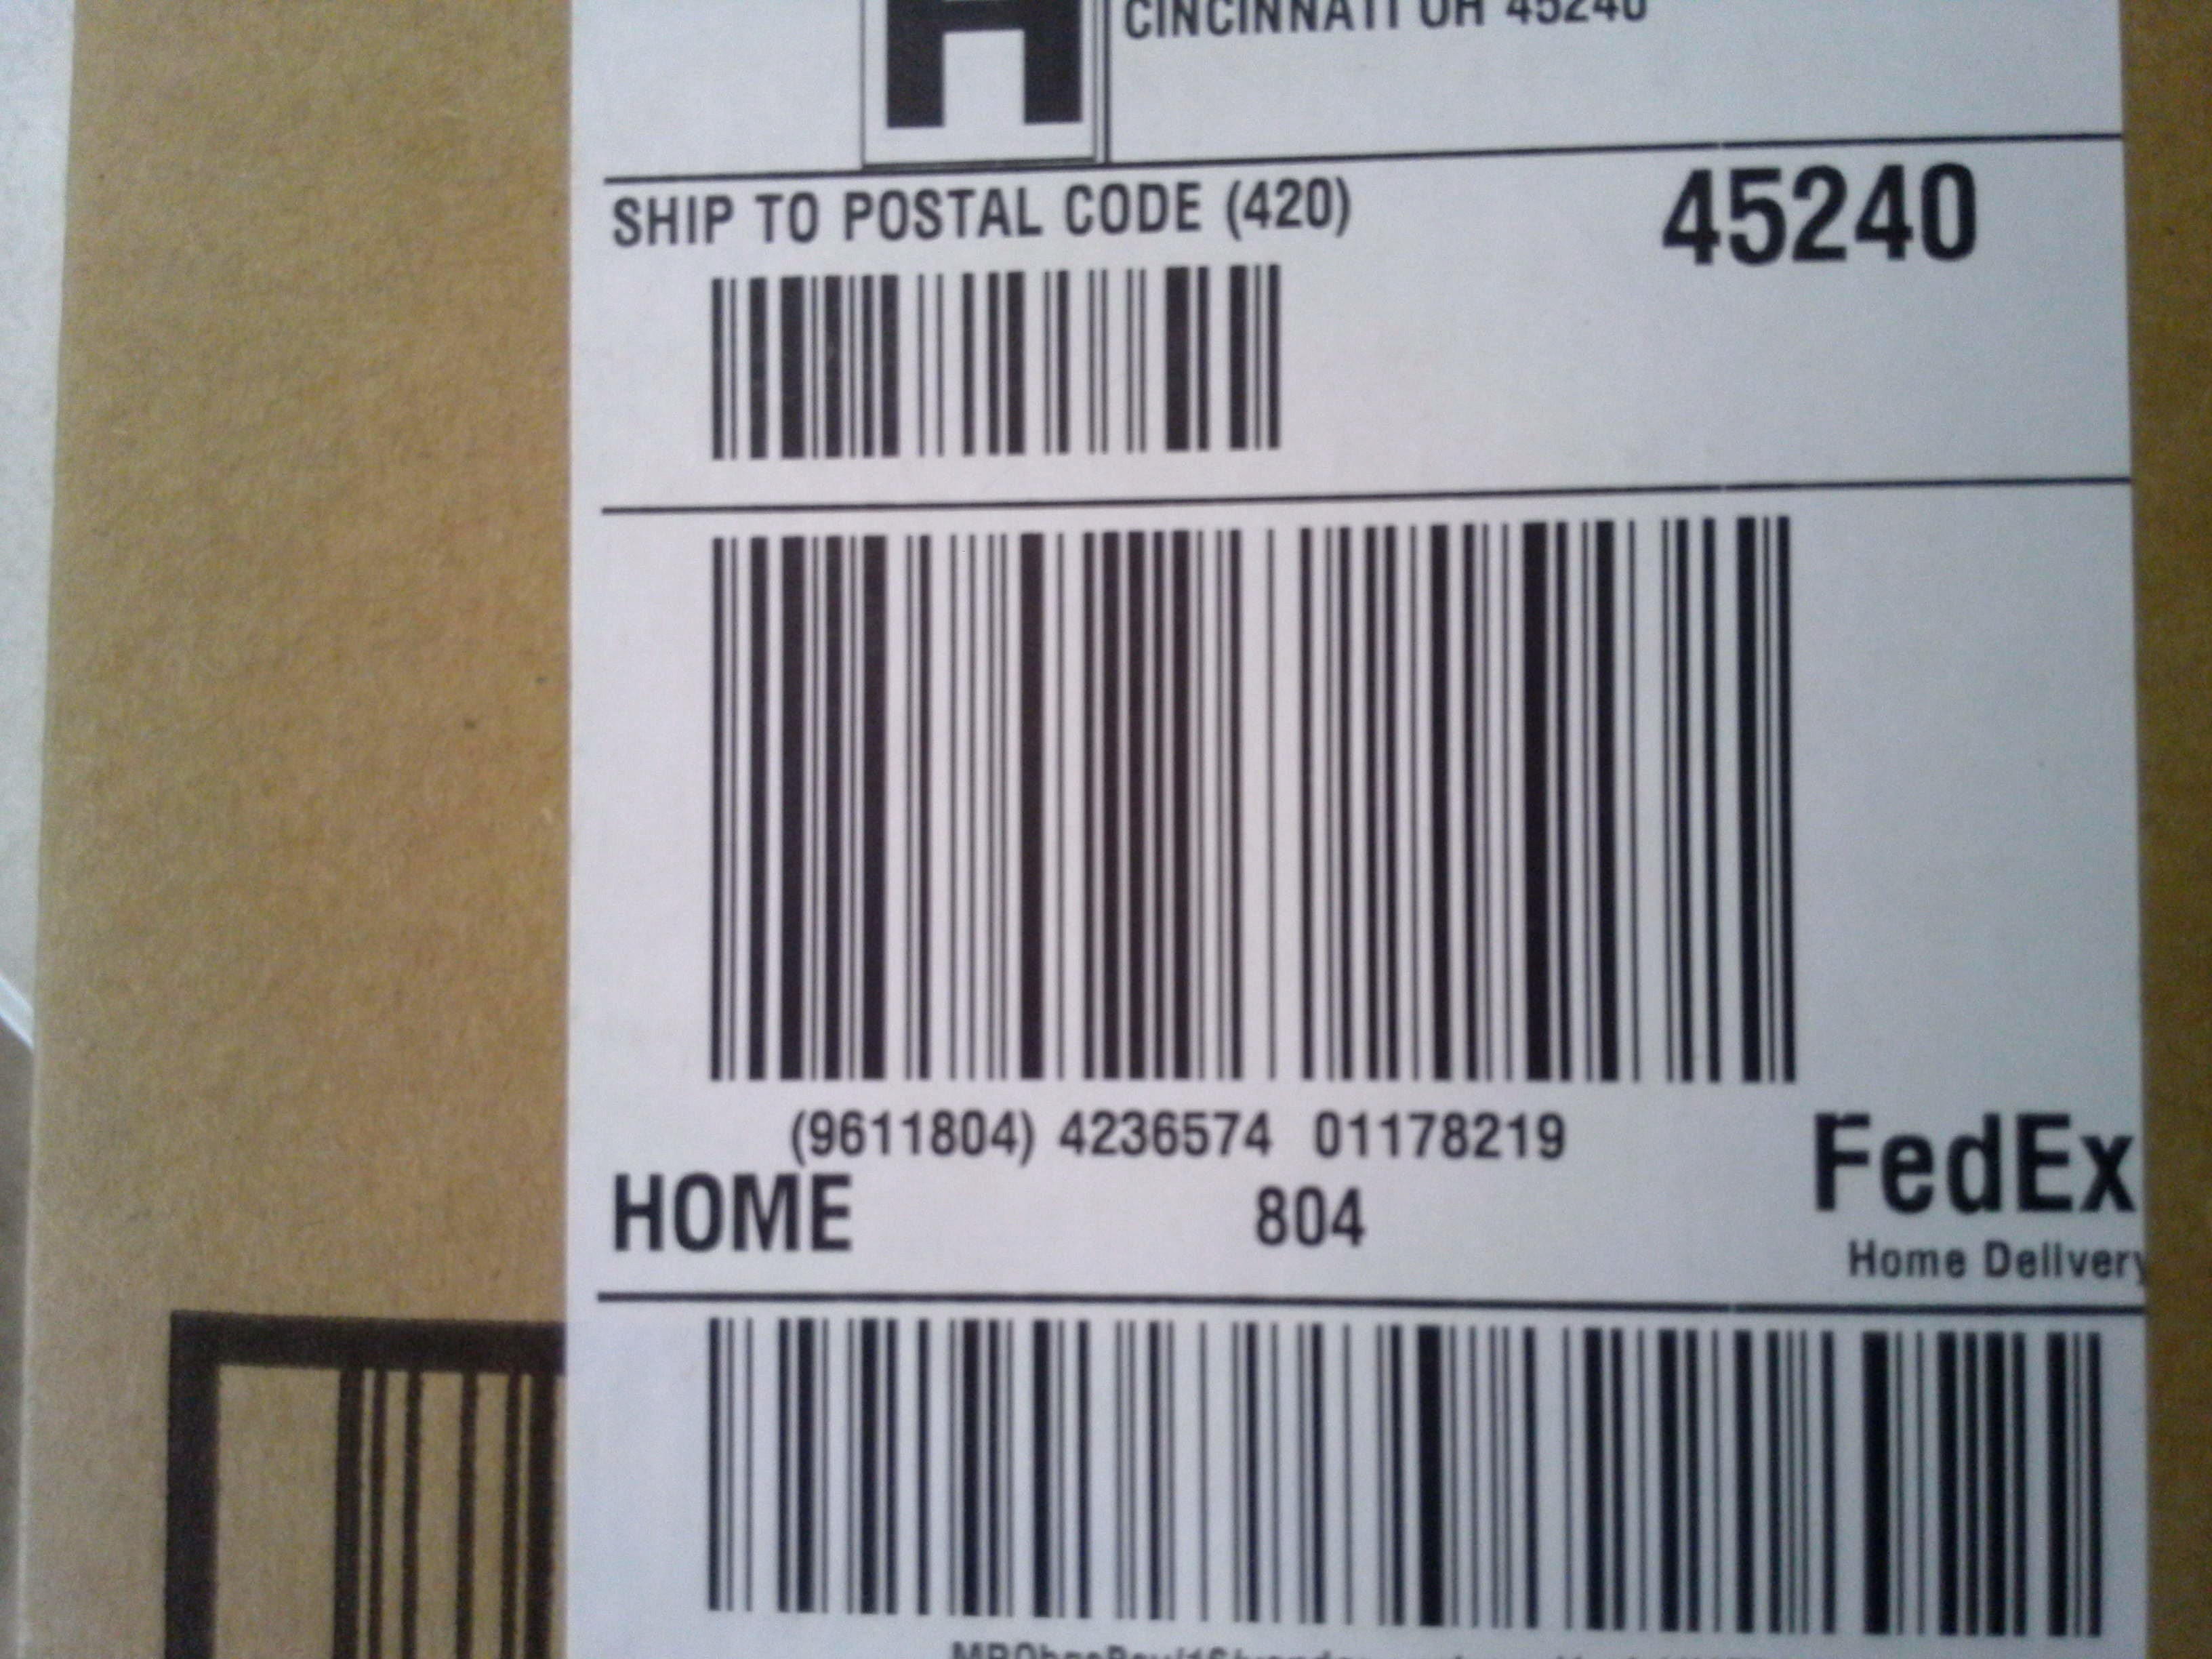 H
CINCINNATI OH 45240
SHIP TO POSTAL CODE (420)
45240
(9611804) 4236574 01178219
HOME
804
FedEx
Home Delivery